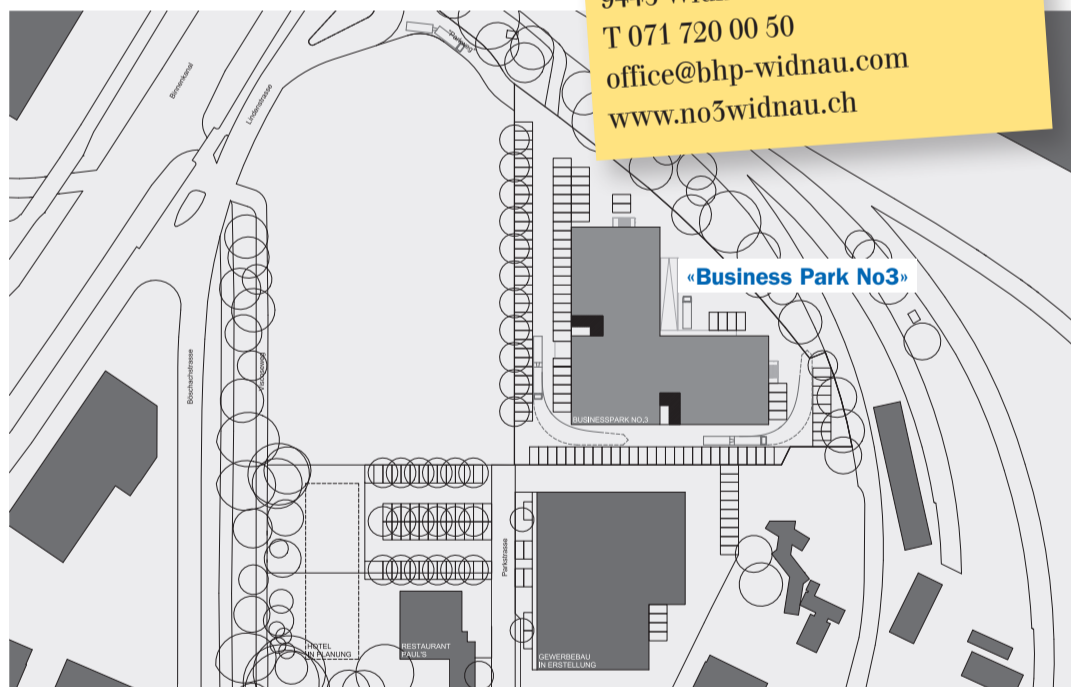 T 071 720 00 50
office@bhp-widnau.com
www.no3widnau.ch
Binnenkanal
Lindenstrasse
«Business Park No3»
Böschachstrasse
BUSINESSPARK NO.3
Parkstrasse
HOTEL
IN PLANUNG
RESTAURANT
PAUL'S
GEWERBEBAU
IN ERSTELLUNG